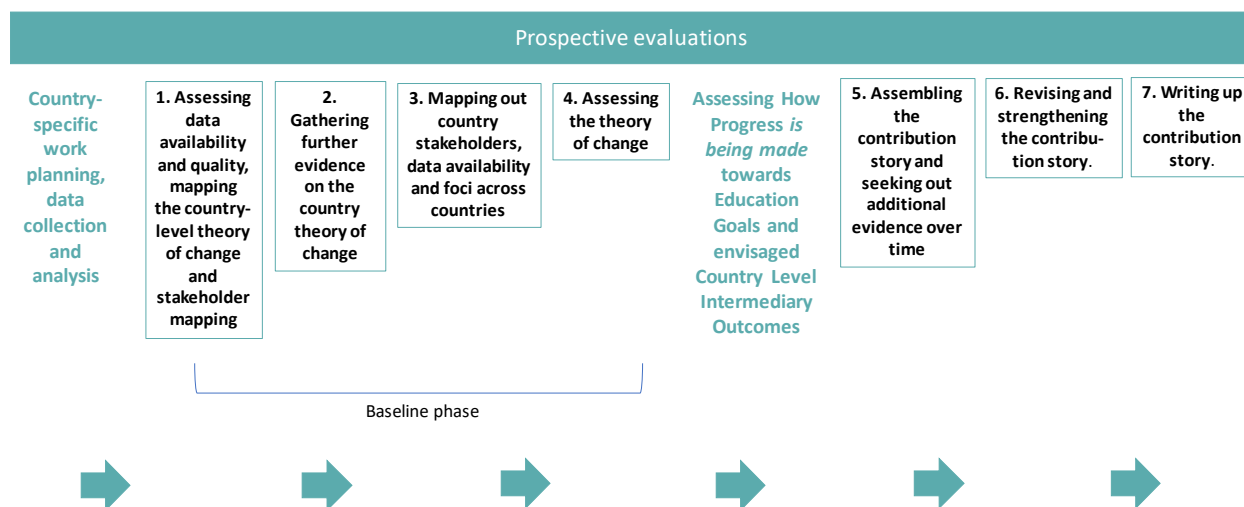 Prospective evaluations
Country-
specific
work
planning,
data
collection
and
analysis
1. Assessing
data
availability
and quality,
mapping
the country-
level theory
of change
and
stakeholder
mapping
2.
Gathering
further
evidence on
the country
theory of
change
3. Mapping out
country
stakeholders,
data availability
and foci across
countries
4. Assessing
the theory
of change
Assessing How
Progress is
being made
towards
Education
Goals and
envisaged
Country Level
Intermediary
Outcomes
5. Assembling
the
contribution
story and
seeking out
additional
evidence over
time
6. Revising and
strengthening
the contribu-
tion story.
7. Writing up
the
contribution
story.
Baseline phase